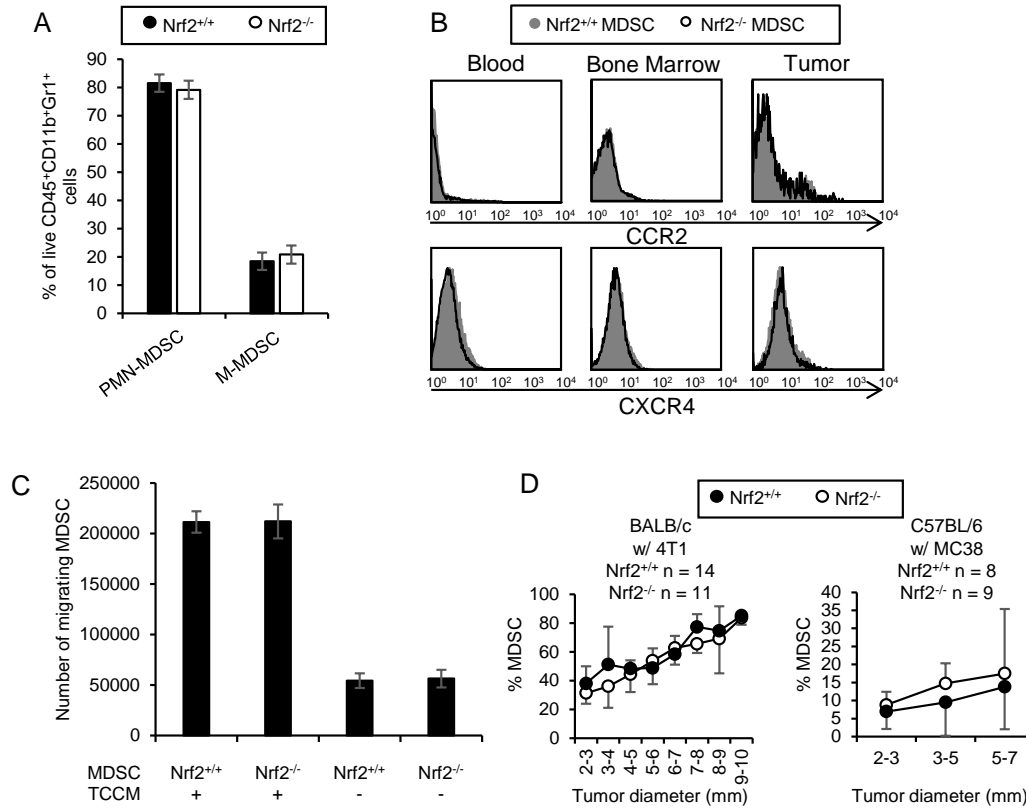 A
Nrf2+/+ Nrf2-/-
% of live CD45+CD11b+Gr1+
cells
90
80
70
60
50
40
30
20
10
0
PMN-MDSC
M-MDSC
B
Nrf2+/+ MDSC Nrf2-/- MDSC
Blood Bone Marrow Tumor
10⁰ 10¹ 10² 10³ 10⁴ 10⁰ 10¹ 10² 10³ 10⁴ 10⁰ 10¹ 10² 10³ 10⁴
CCR2
10⁰ 10¹ 10² 10³ 10⁴ 10⁰ 10¹ 10² 10³ 10⁴ 10⁰ 10¹ 10² 10³ 10⁴
CXCR4
C
Number of migrating MDSC
250000
200000
150000
100000
50000
0
MDSC Nrf2+/+ Nrf2-/- Nrf2+/+ Nrf2-/-
TCCM + + - -
D
Nrf2+/+ Nrf2-/-
BALB/c
w/ 4T1
Nrf2+/+ n = 14
Nrf2-/- n = 11
% MDSC
100
80
60
40
20
0
2-3
3-4
4-5
5-6
6-7
7-8
8-9
9-10
Tumor diameter (mm)
C57BL/6
w/ MC38
Nrf2+/+ n = 8
Nrf2-/- n = 9
% MDSC
40
35
30
25
20
15
10
5
0
2-3 3-5 5-7
Tumor diameter (mm)